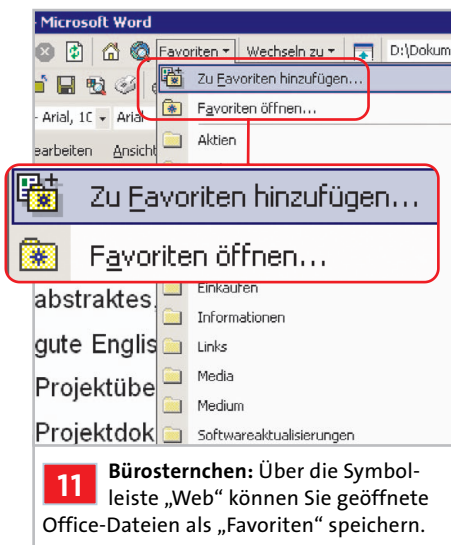 Microsoft Word
Favoriten Wechseln zu D:\Dokum
Zu Favoriten hinzufügen...
Arial, 10 Arial
Favoriten öffnen...
earbeiten Ansicht
Aktien
Zu Favoriten hinzufügen...
Favoriten öffnen...
abstraktes,
Einkaufen
Informationen
gute Englis
Links
Projektübe
Media
Medium
Projektdok
Softwareaktualisierungen
11 Bürosternchen: Über die Symbol-
leiste „Web“ können Sie geöffnete
Office-Dateien als „Favoriten“ speichern.